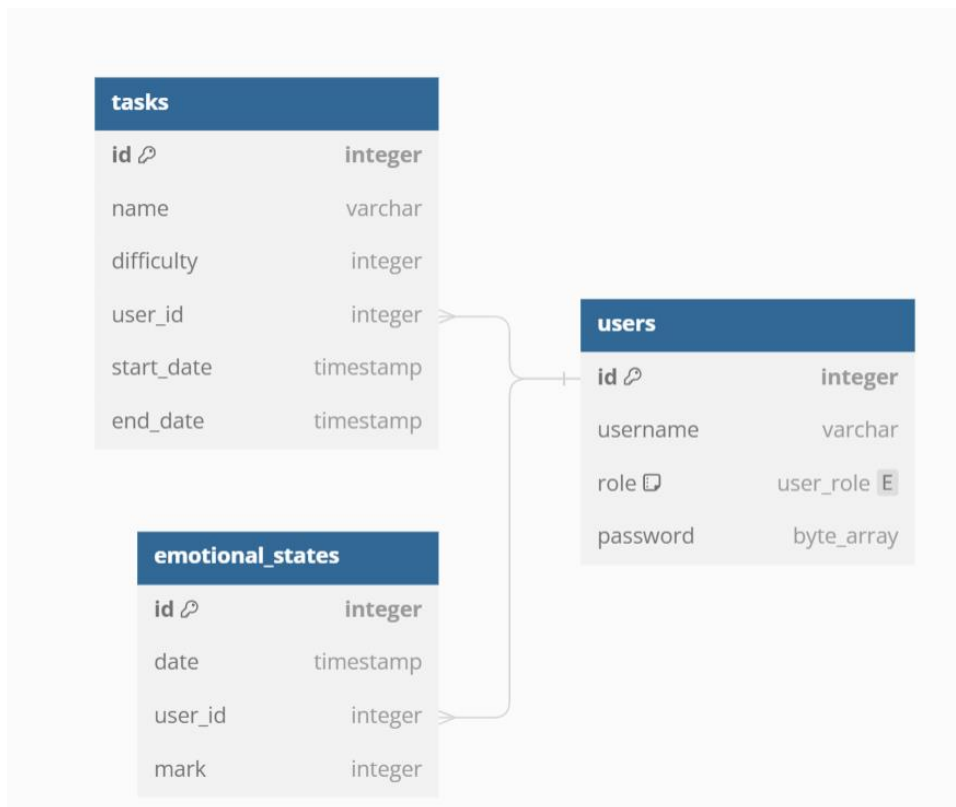 tasks
id integer
name varchar
difficulty integer
user_id integer
start_date timestamp
end_date timestamp
users
id integer
username varchar
role user_role E
password byte_array
emotional_states
id integer
date timestamp
user_id integer
mark integer